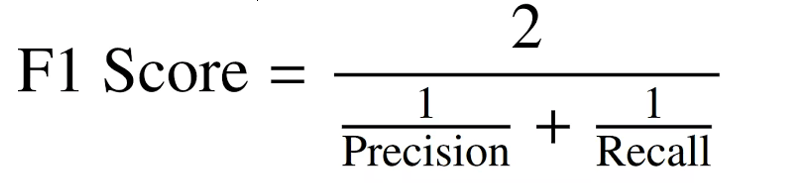 F1 Score = 2 / (1/Precision + 1/Recall)